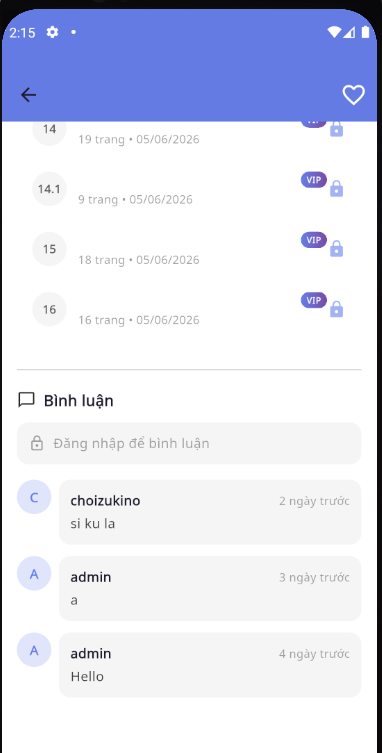 2:15
14
19 trang • 05/06/2026
14.1
VIP
9 trang • 05/06/2026
15
VIP
18 trang • 05/06/2026
16
VIP
16 trang • 05/06/2026
Bình luận
Đăng nhập để bình luận
C
choizukino
2 ngày trước
si ku la
A
admin
3 ngày trước
a
A
admin
4 ngày trước
Hello